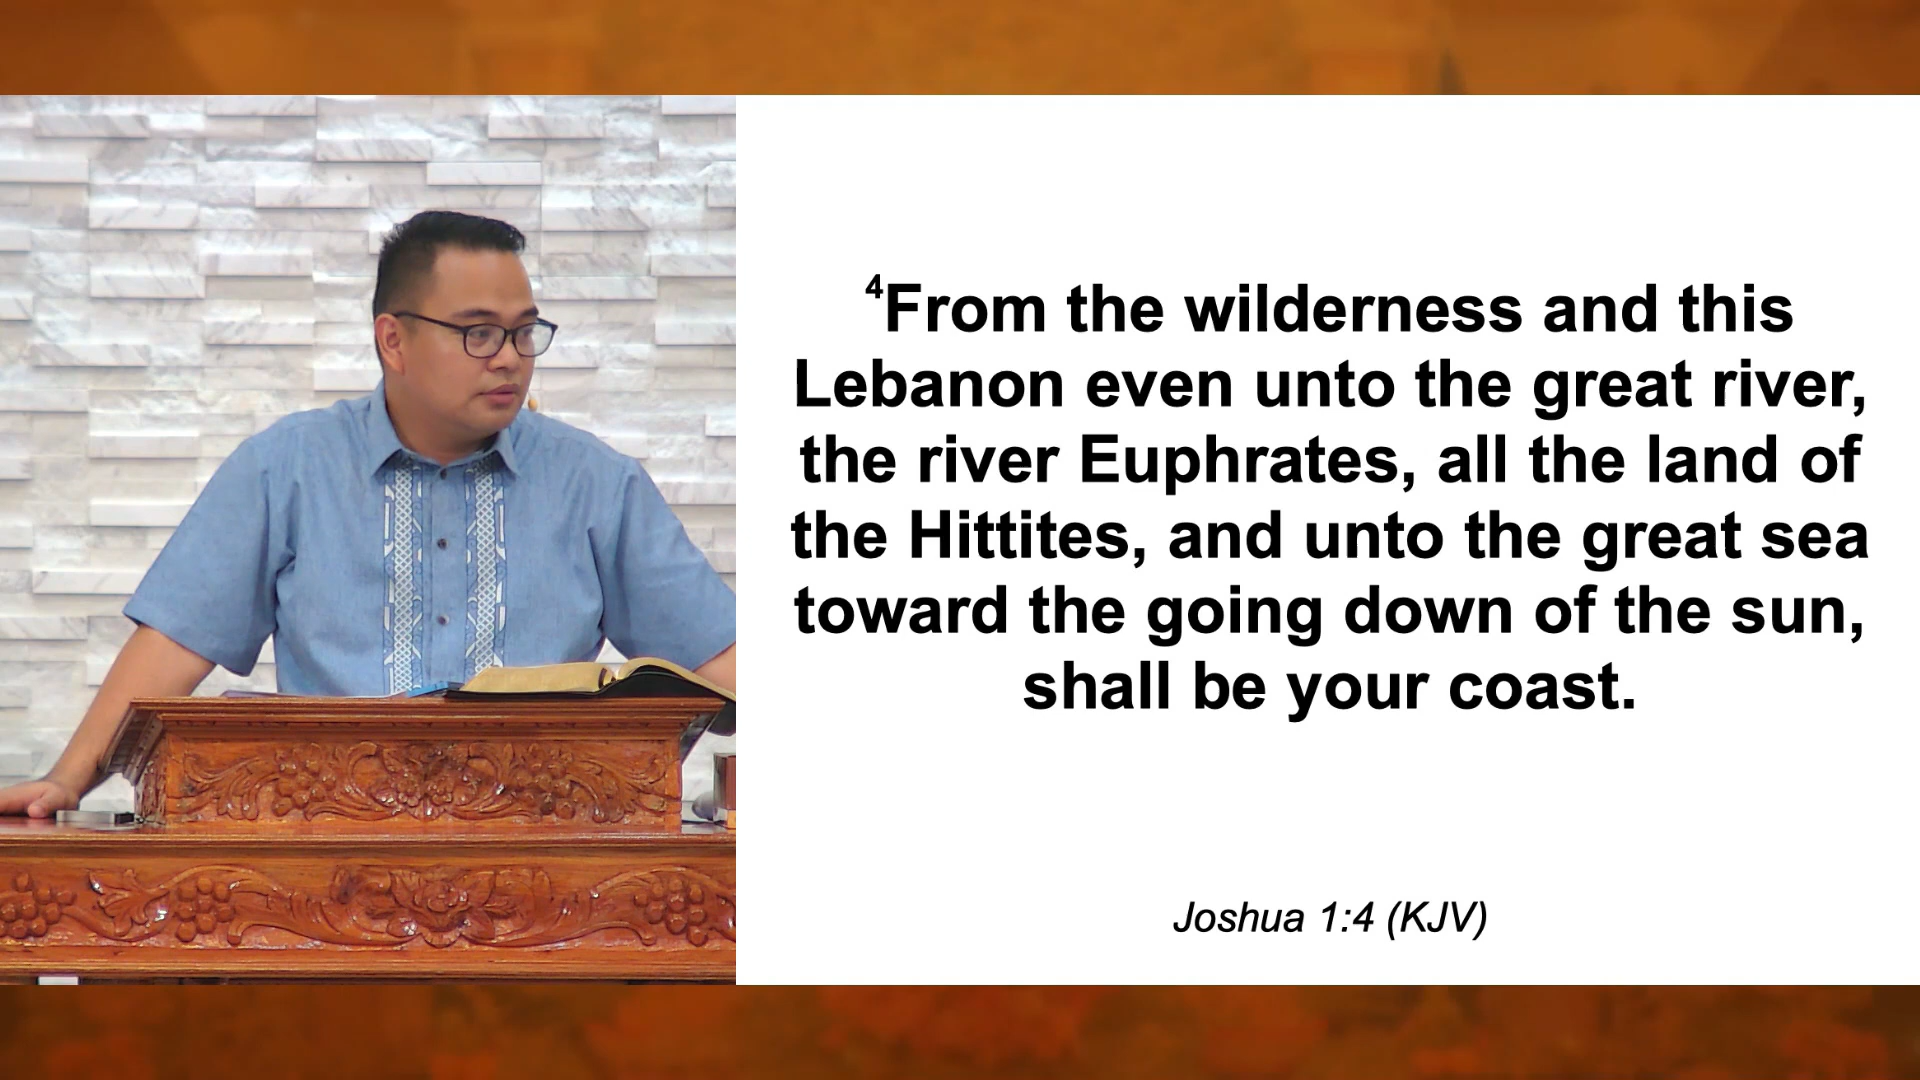 4From the wilderness and this
Lebanon even unto the great river,
the river Euphrates, all the land of
the Hittites, and unto the great sea
toward the going down of the sun,
shall be your coast.
Joshua 1:4 (KJV)